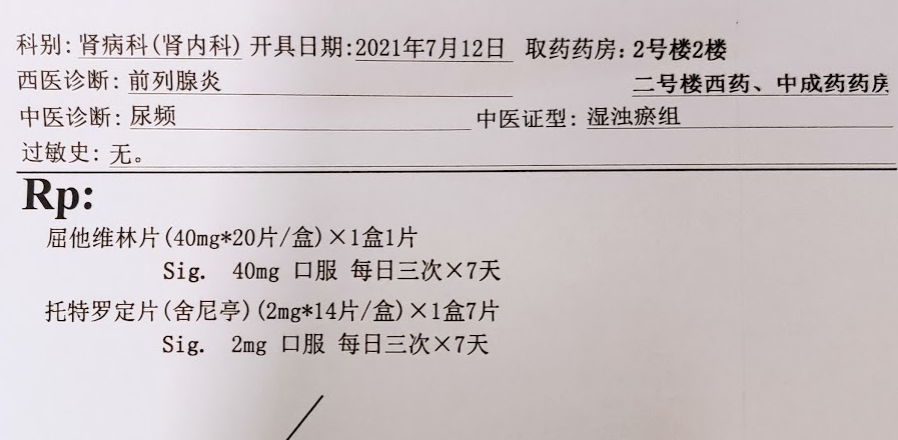 科别: 肾病科(肾内科) 开具日期:2021年7月12日 取药药房: 2号楼2楼
西医诊断: 前列腺炎 二号楼西药、中成药药房
中医诊断: 尿频 中医证型: 湿浊瘀组
过敏史: 无。
Rp:
屈他维林片(40mg*20片/盒)×1盒1片
Sig. 40mg 口服 每日三次×7天
托特罗定片(舍尼亭)(2mg*14片/盒)×1盒7片
Sig. 2mg 口服 每日三次×7天